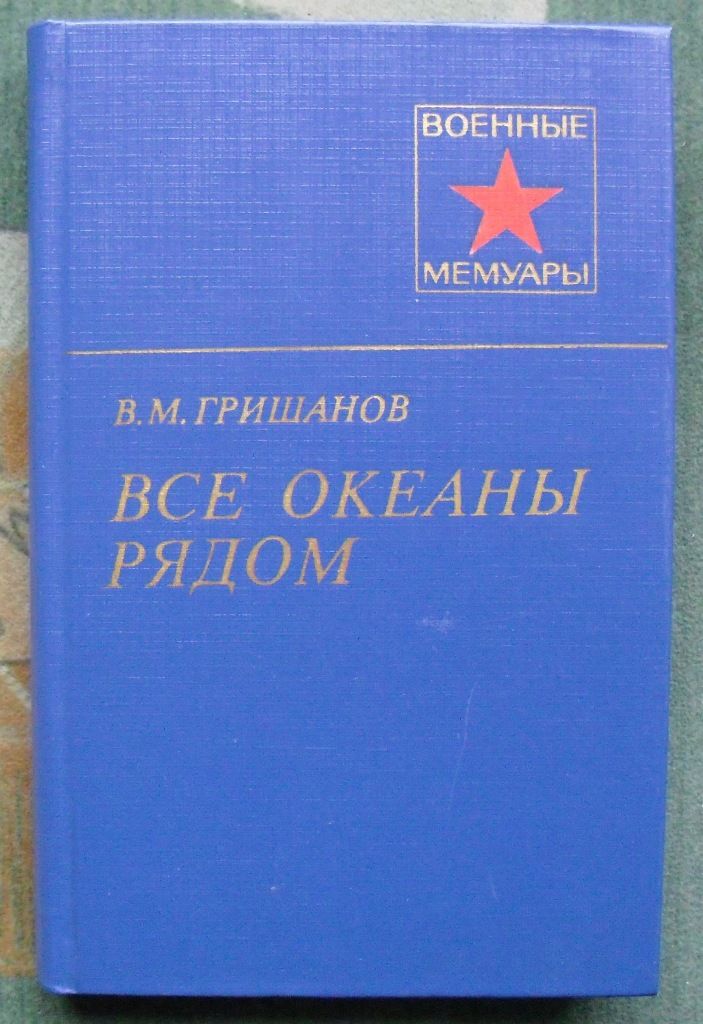 ВОЕННЫЕ
МЕМУАРЫ
В. М. ГРИШАНОВ
ВСЕ ОКЕАНЫ
РЯДОМ